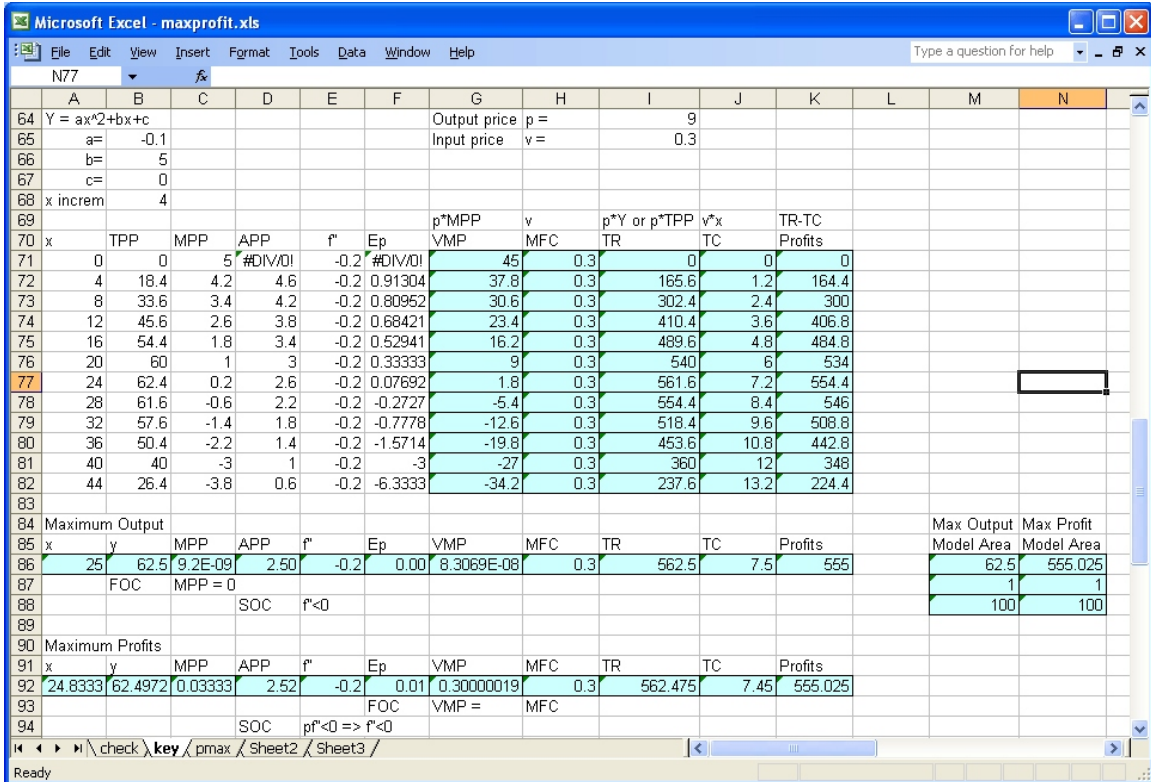 Microsoft Excel - maxprofit.xls
File Edit View Insert Format Tools Data Window Help Type a question for help
N77 fx
A B C D E F G H I J K L M N
64 Y = ax^2+bx+c Output price p = 9
65 a= -0.1 Input price v = 0.3
66 b= 5
67 c= 0
68 x increm 4
69 p*MPP v p*Y or p*TPP v*x TR-TC
70 x TPP MPP APP f" Ep VMP MFC TR TC Profits
71 0 0 5 #DIV/0! -0.2 #DIV/0! 45 0.3 0 0 0
72 4 18.4 4.2 4.6 -0.2 0.91304 37.8 0.3 165.6 1.2 164.4
73 8 33.6 3.4 4.2 -0.2 0.80952 30.6 0.3 302.4 2.4 300
74 12 45.6 2.6 3.8 -0.2 0.68421 23.4 0.3 410.4 3.6 406.8
75 16 54.4 1.8 3.4 -0.2 0.52941 16.2 0.3 489.6 4.8 484.8
76 20 60 1 3 -0.2 0.33333 9 0.3 540 6 534
77 24 62.4 0.2 2.6 -0.2 0.07692 1.8 0.3 561.6 7.2 554.4
78 28 61.6 -0.6 2.2 -0.2 -0.2727 -5.4 0.3 554.4 8.4 546
79 32 57.6 -1.4 1.8 -0.2 -0.7778 -12.6 0.3 518.4 9.6 508.8
80 36 50.4 -2.2 1.4 -0.2 -1.5714 -19.8 0.3 453.6 10.8 442.8
81 40 40 -3 1 -0.2 -3 -27 0.3 360 12 348
82 44 26.4 -3.8 0.6 -0.2 -6.3333 -34.2 0.3 237.6 13.2 224.4
83
84 Maximum Output Max Output Max Profit
85 x y MPP APP f" Ep VMP MFC TR TC Profits Model Area Model Area
86 25 62.5 9.2E-09 2.50 -0.2 0.00 8.3069E-08 0.3 562.5 7.5 555 62.5 555.025
87 FOC MPP = 0 1 1
88 SOC f"<0 100 100
89
90 Maximum Profits
91 x y MPP APP f" Ep VMP MFC TR TC Profits
92 24.8333 62.4972 0.03333 2.52 -0.2 0.01 0.30000019 0.3 562.475 7.45 555.025
93 FOC VMP = MFC
94 SOC pf"<0 => f"<0
check key pmax Sheet2 Sheet3
Ready